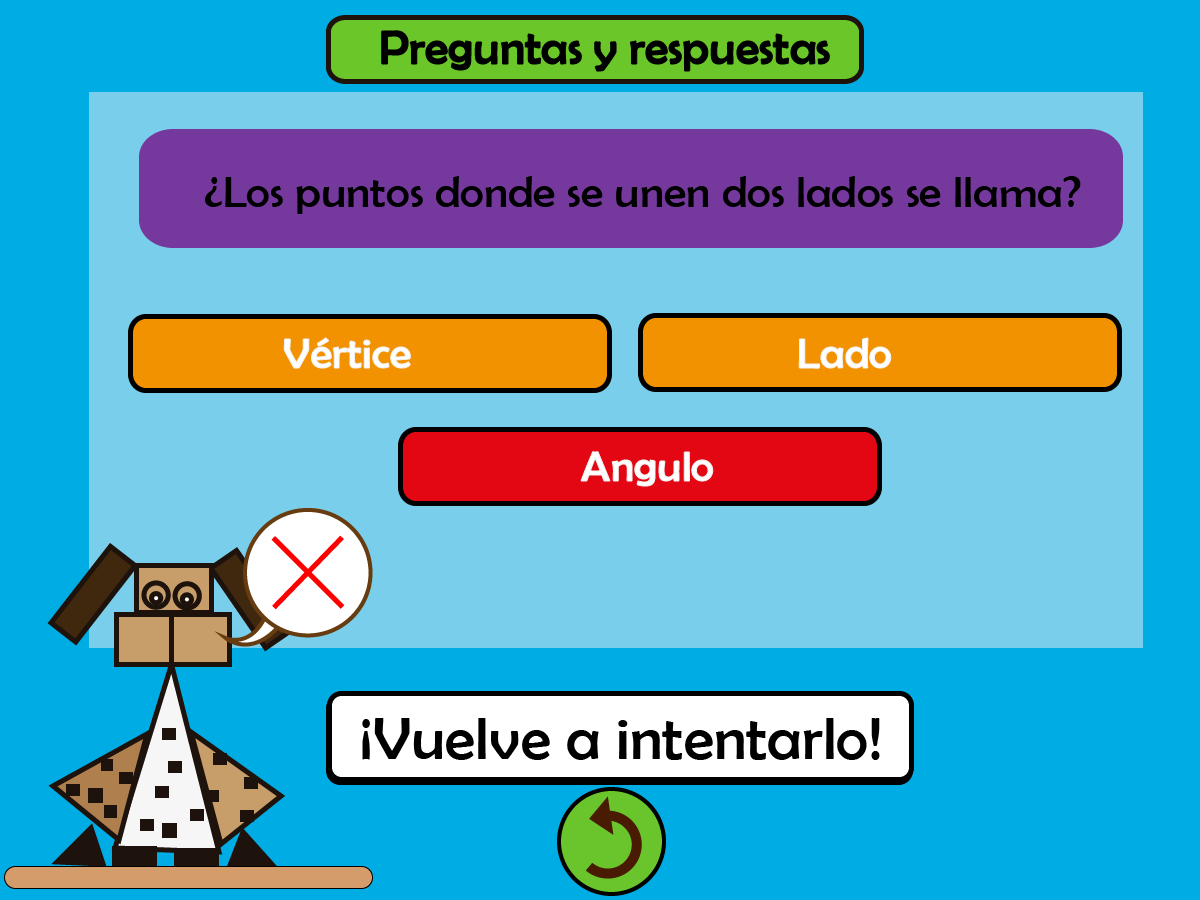 Preguntas y respuestas
¿Los puntos donde se unen dos lados se llama?
Vértice
Lado
Angulo
¡Vuelve a intentarlo!